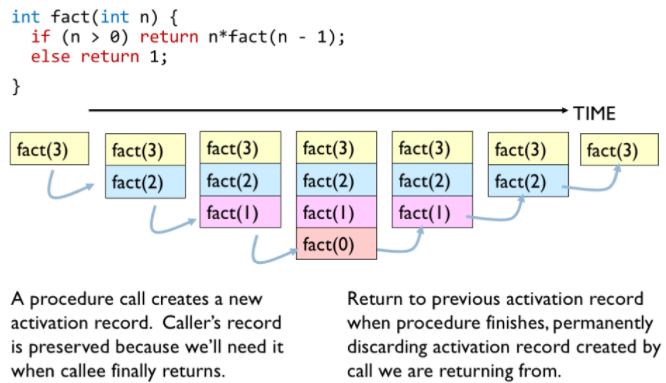 int fact(int n) {
if (n > 0) return n*fact(n - 1);
else return 1;
}
TIME
fact(3)
fact(3)
fact(2)
fact(3)
fact(2)
fact(1)
fact(3)
fact(2)
fact(1)
fact(0)
fact(3)
fact(2)
fact(1)
fact(3)
fact(2)
fact(3)
A procedure call creates a new
activation record. Caller's record
is preserved because we'll need it
when callee finally returns.
Return to previous activation record
when procedure finishes, permanently
discarding activation record created by
call we are returning from.